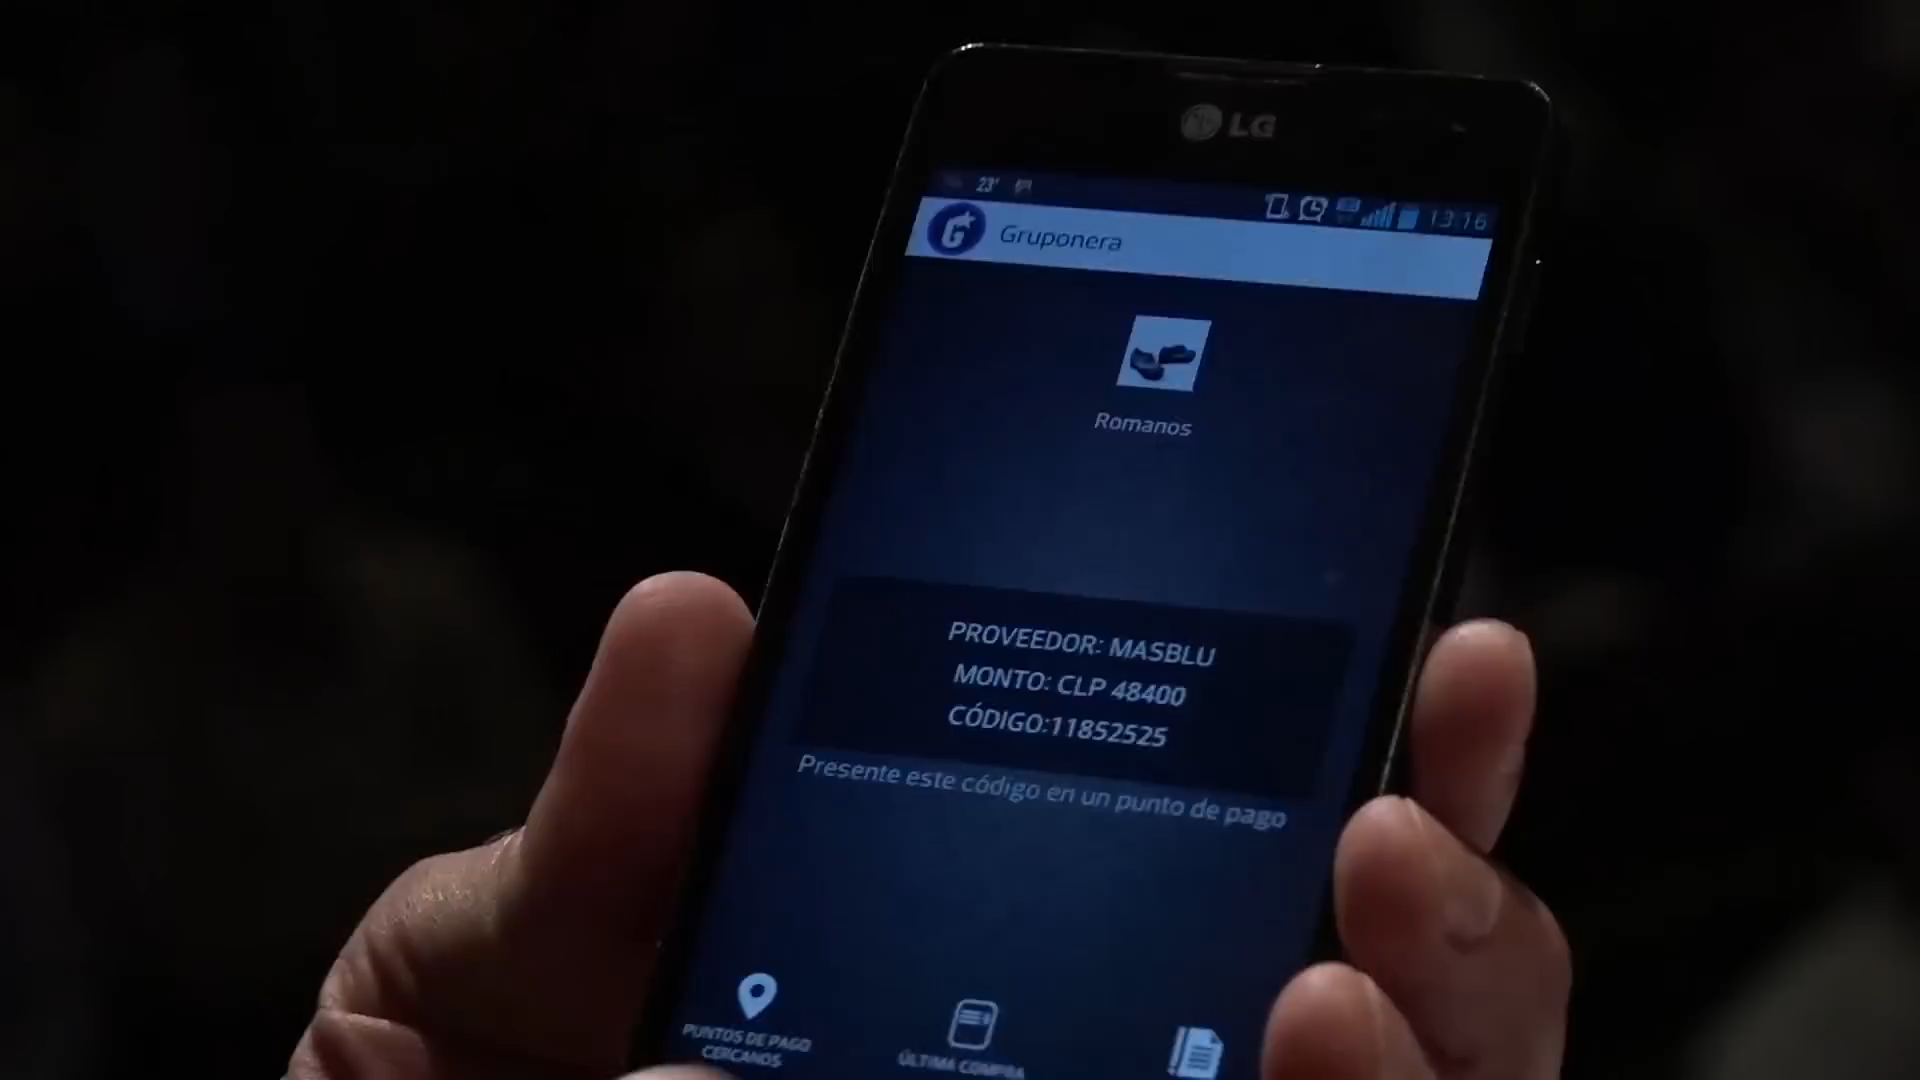 LG
23°
13:16
G
Gruponera
Romanos
PROVEEDOR: MASBLU
MONTO: CLP 48400
CÓDIGO:11852525
Presente este código en un punto de pago
PUNTOS DE PAGO
CERCANOS
ÚLTIMA COMPRA